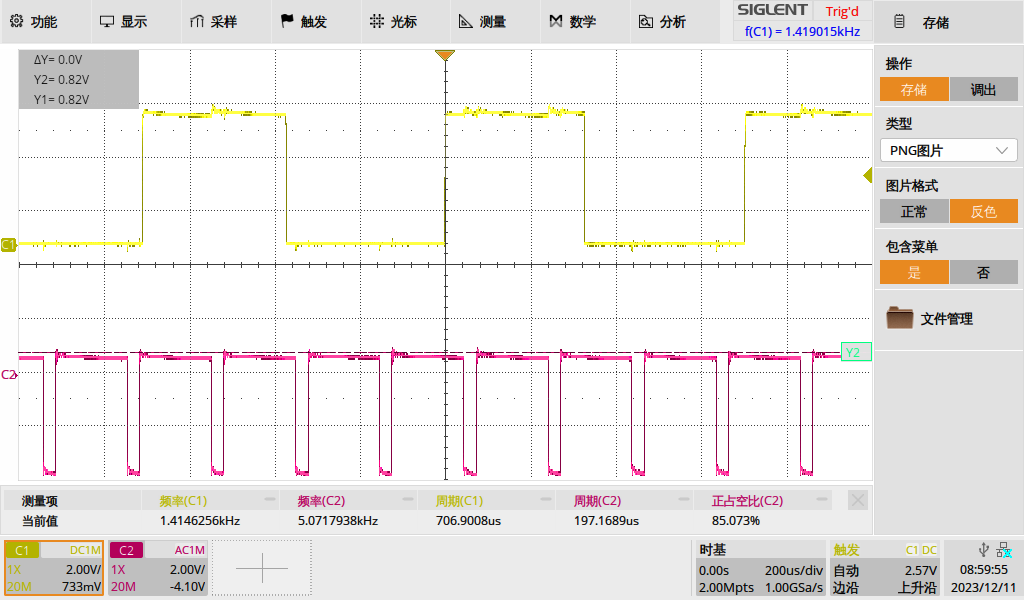 功能 显示 采样 触发 光标 测量 数学 分析 SIGLENT Trig'd 存储
f(C1) = 1.419015kHz
ΔY= 0.0V
Y2= 0.82V
Y1= 0.82V
操作
存储 调出
类型
PNG图片
图片格式
正常 反色
包含菜单
是 否
文件管理
C1
Y2
C2
测量项 频率(C1) 频率(C2) 周期(C1) 周期(C2) 正占空比(C2)
当前值 1.4146256kHz 5.0717938kHz 706.9008us 197.1689us 85.073%
C1 DC1M C2 AC1M 时基 触发 C1 DC
1X 2.00V/ 1X 2.00V/ 0.00s 200us/div 自动 2.57V 08:59:55
20M 733mV 20M -4.10V 2.00Mpts 1.00GSa/s 边沿 上升沿 2023/12/11